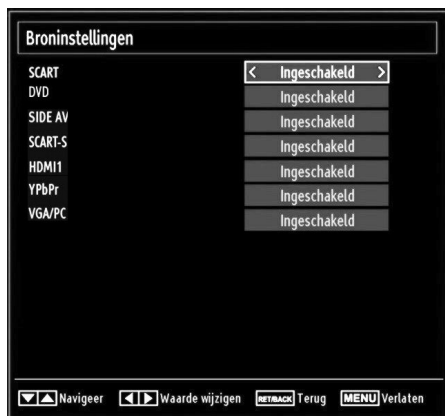 Broninstellingen
SCART < Ingeschakeld >
DVD Ingeschakeld
SIDE AV Ingeschakeld
SCART-S Ingeschakeld
HDMI1 Ingeschakeld
YPbPr Ingeschakeld
VGA/PC Ingeschakeld
Navigeer Waarde wijzigen RET/BACK Terug MENU Verlaten